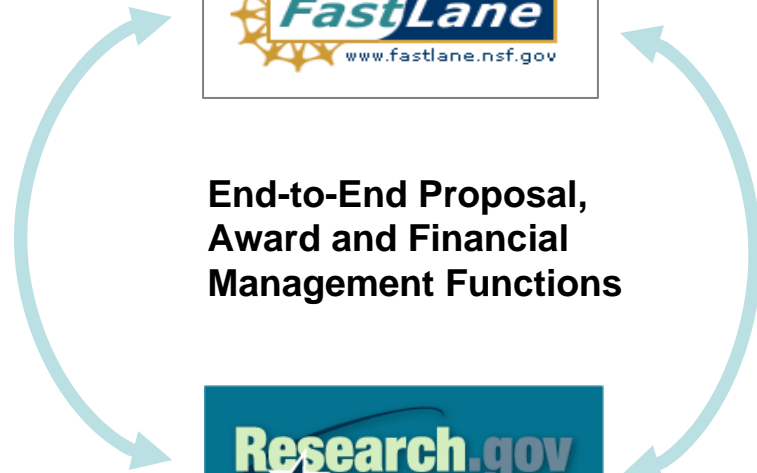 FastLane
www.fastlane.nsf.gov
End-to-End Proposal,
Award and Financial
Management Functions
Research.gov